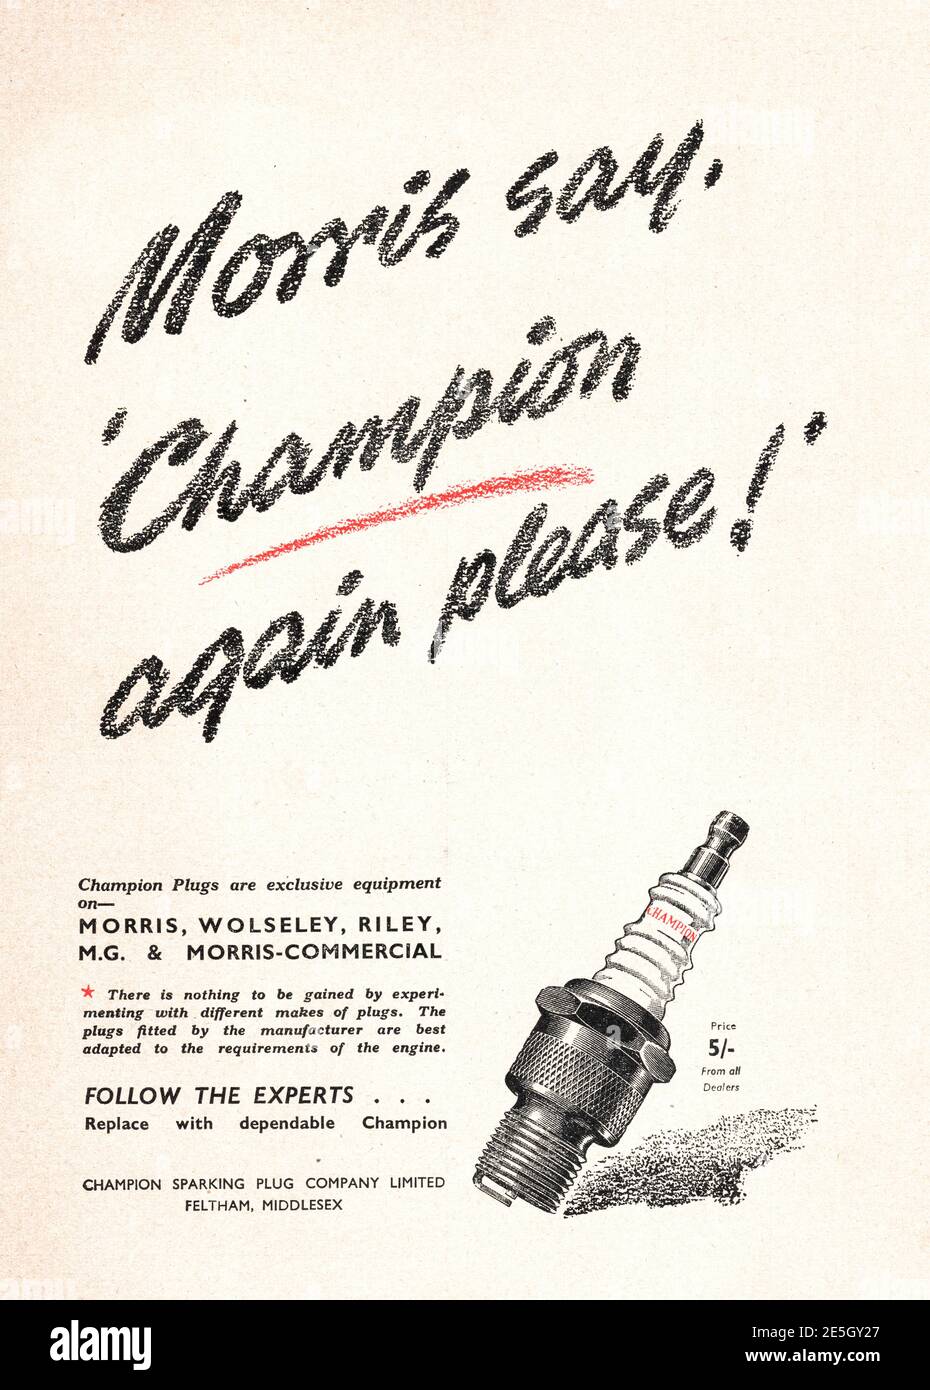 Morris say,
'Champion
again please!'
Champion Plugs are exclusive equipment
on—
MORRIS, WOLSELEY, RILEY,
M.G. & MORRIS-COMMERCIAL
* There is nothing to be gained by experi-
menting with different makes of plugs. The
plugs fitted by the manufacturer are best
adapted to the requirements of the engine.
FOLLOW THE EXPERTS . . .
Replace with dependable Champion
CHAMPION SPARKING PLUG COMPANY LIMITED
FELTHAM, MIDDLESEX
CHAMPION
Price
5/-
From all
Dealers
alamy
Image ID: 2E5GY27
www.alamy.com